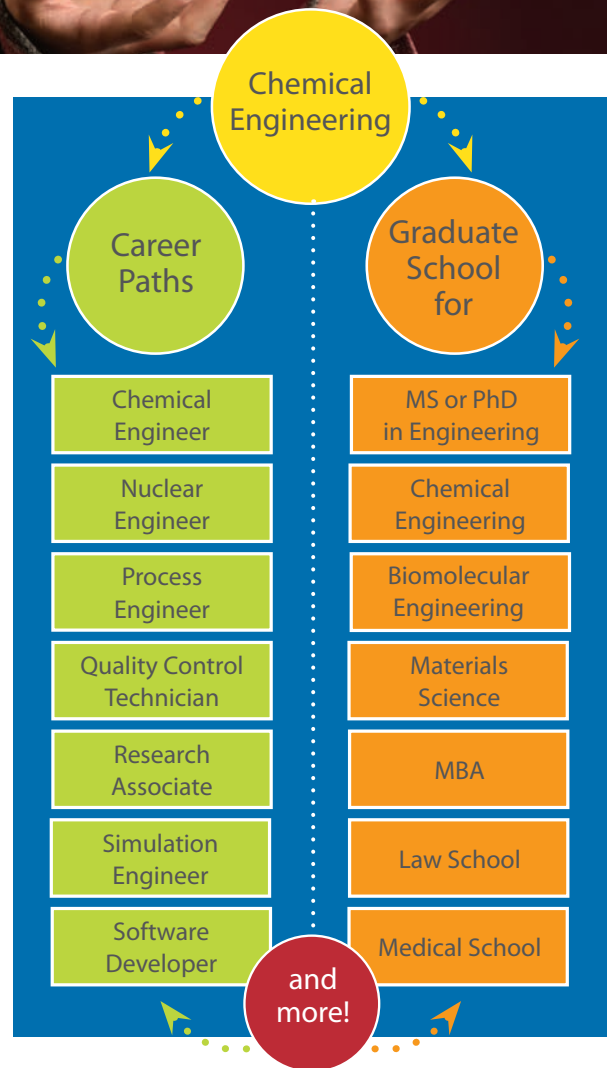 Chemical
Engineering
Career
Paths
Chemical
Engineer
Nuclear
Engineer
Process
Engineer
Quality Control
Technician
Research
Associate
Simulation
Engineer
Software
Developer
Graduate
School
for
MS or PhD
in Engineering
Chemical
Engineering
Biomolecular
Engineering
Materials
Science
MBA
Law School
Medical School
and
more!